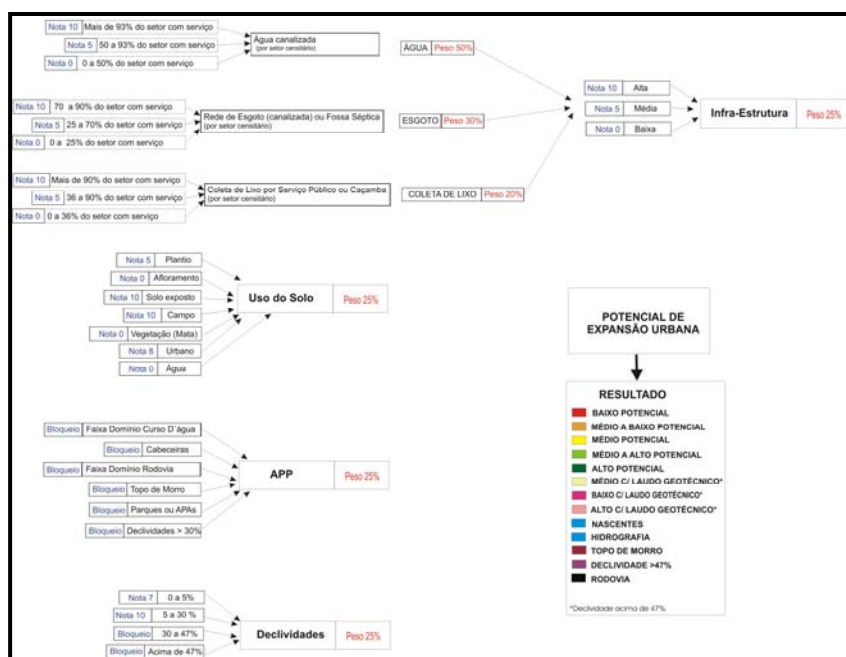 Nota 10 Mais de 93% do setor com serviço
Nota 5 50 a 93% do setor com serviço
Nota 0 0 a 50% do setor com serviço
Água canalizada
(por setor censitário)
ÁGUA Peso 50%
Nota 10 70 a 90% do setor com serviço
Nota 5 25 a 70% do setor com serviço
Nota 0 0 a 25% do setor com serviço
Rede de Esgoto (canalizada) ou Fossa Séptica
(por setor censitário)
ESGOTO Peso 30%
Nota 10 Mais de 90% do setor com serviço
Nota 5 36 a 90% do setor com serviço
Nota 0 0 a 36% do setor com serviço
Coleta de Lixo por Serviço Público ou Caçamba
(por setor censitário)
COLETA DE LIXO Peso 20%
Nota 10 Alta
Nota 5 Média
Nota 0 Baixa
Infra-Estrutura Peso 25%
Nota 5 Plantio
Nota 0 Afloramento
Nota 10 Solo exposto
Nota 10 Campo
Nota 0 Vegetação (Mata)
Nota 8 Urbano
Nota 0 Água
Uso do Solo Peso 25%
Bloqueio Faixa Domínio Curso D´água
Bloqueio Cabeceiras
Bloqueio Faixa Domínio Rodovia
Bloqueio Topo de Morro
Bloqueio Parques ou APAs
Bloqueio Declividades > 30%
APP Peso 25%
Nota 7 0 a 5%
Nota 10 5 a 30 %
Bloqueio 30 a 47%
Bloqueio Acima de 47%
Declividades Peso 25%
POTENCIAL DE
EXPANSÃO URBANA
RESULTADO
BAIXO POTENCIAL
MÉDIO A BAIXO POTENCIAL
MÉDIO POTENCIAL
MÉDIO A ALTO POTENCIAL
ALTO POTENCIAL
MÉDIO C/ LAUDO GEOTÉCNICO*
BAIXO C/ LAUDO GEOTÉCNICO*
ALTO C/ LAUDO GEOTÉCNICO*
NASCENTES
HIDROGRAFIA
TOPO DE MORRO
DECLIVIDADE >47%
RODOVIA
*Declividade acima de 47%